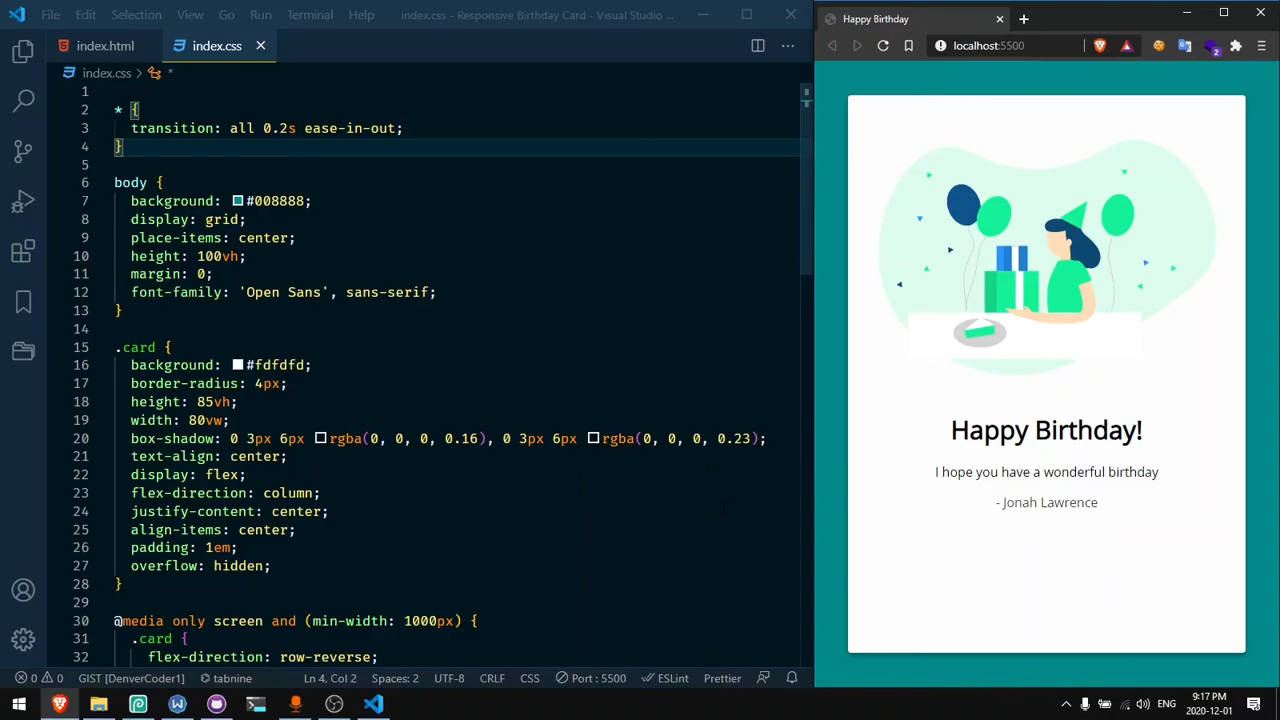 File Edit Selection View Go Run Terminal Help index.css - Responsive Birthday Card - Visual Studio ...
index.html index.css
index.css > *
1
2 * {
3 transition: all 0.2s ease-in-out;
4 }
5
6 body {
7 background: #008888;
8 display: grid;
9 place-items: center;
10 height: 100vh;
11 margin: 0;
12 font-family: 'Open Sans', sans-serif;
13 }
14
15 .card {
16 background: #fdfdfd;
17 border-radius: 4px;
18 height: 85vh;
19 width: 80vw;
20 box-shadow: 0 3px 6px rgba(0, 0, 0, 0.16), 0 3px 6px rgba(0, 0, 0, 0.23);
21 text-align: center;
22 display: flex;
23 flex-direction: column;
24 justify-content: center;
25 align-items: center;
26 padding: 1em;
27 overflow: hidden;
28 }
29
30 @media only screen and (min-width: 1000px) {
31 .card {
32 flex-direction: row-reverse;
0 0 GIST [DenverCoder1] tabnine Ln 4, Col 2 Spaces: 2 UTF-8 CRLF CSS Port : 5500 ESLint Prettier
Happy Birthday
localhost:5500
2
Happy Birthday!
I hope you have a wonderful birthday
- Jonah Lawrence
ENG
9:17 PM
2020-12-01